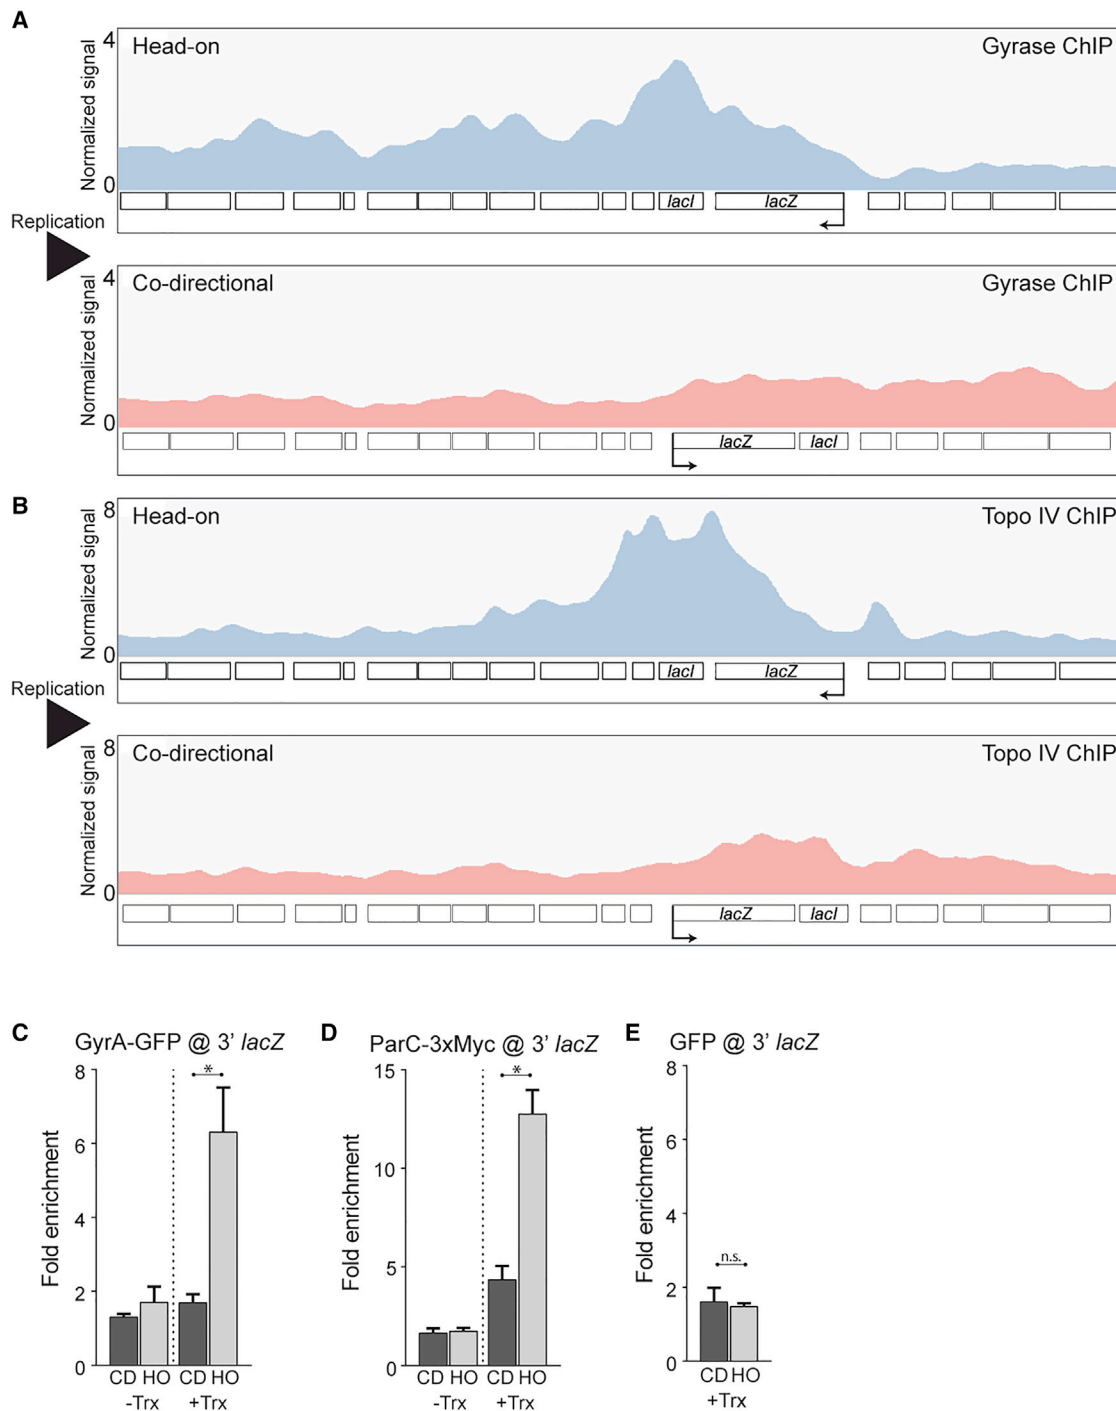 A
Head-on
Gyrase ChIP
Normalized signal
4
0
lacI
lacZ
Replication
Co-directional
Gyrase ChIP
Normalized signal
4
0
lacZ
lacI
B
Head-on
Topo IV ChIP
Normalized signal
8
0
lacI
lacZ
Replication
Co-directional
Topo IV ChIP
Normalized signal
8
0
lacZ
lacI
C
GyrA-GFP @ 3' lacZ
Fold enrichment
8
6
4
2
0
*
CD HO CD HO
-Trx +Trx
D
ParC-3xMyc @ 3' lacZ
Fold enrichment
15
10
5
0
*
CD HO CD HO
-Trx +Trx
E
GFP @ 3' lacZ
Fold enrichment
8
6
4
2
0
n.s.
CD HO
+Trx